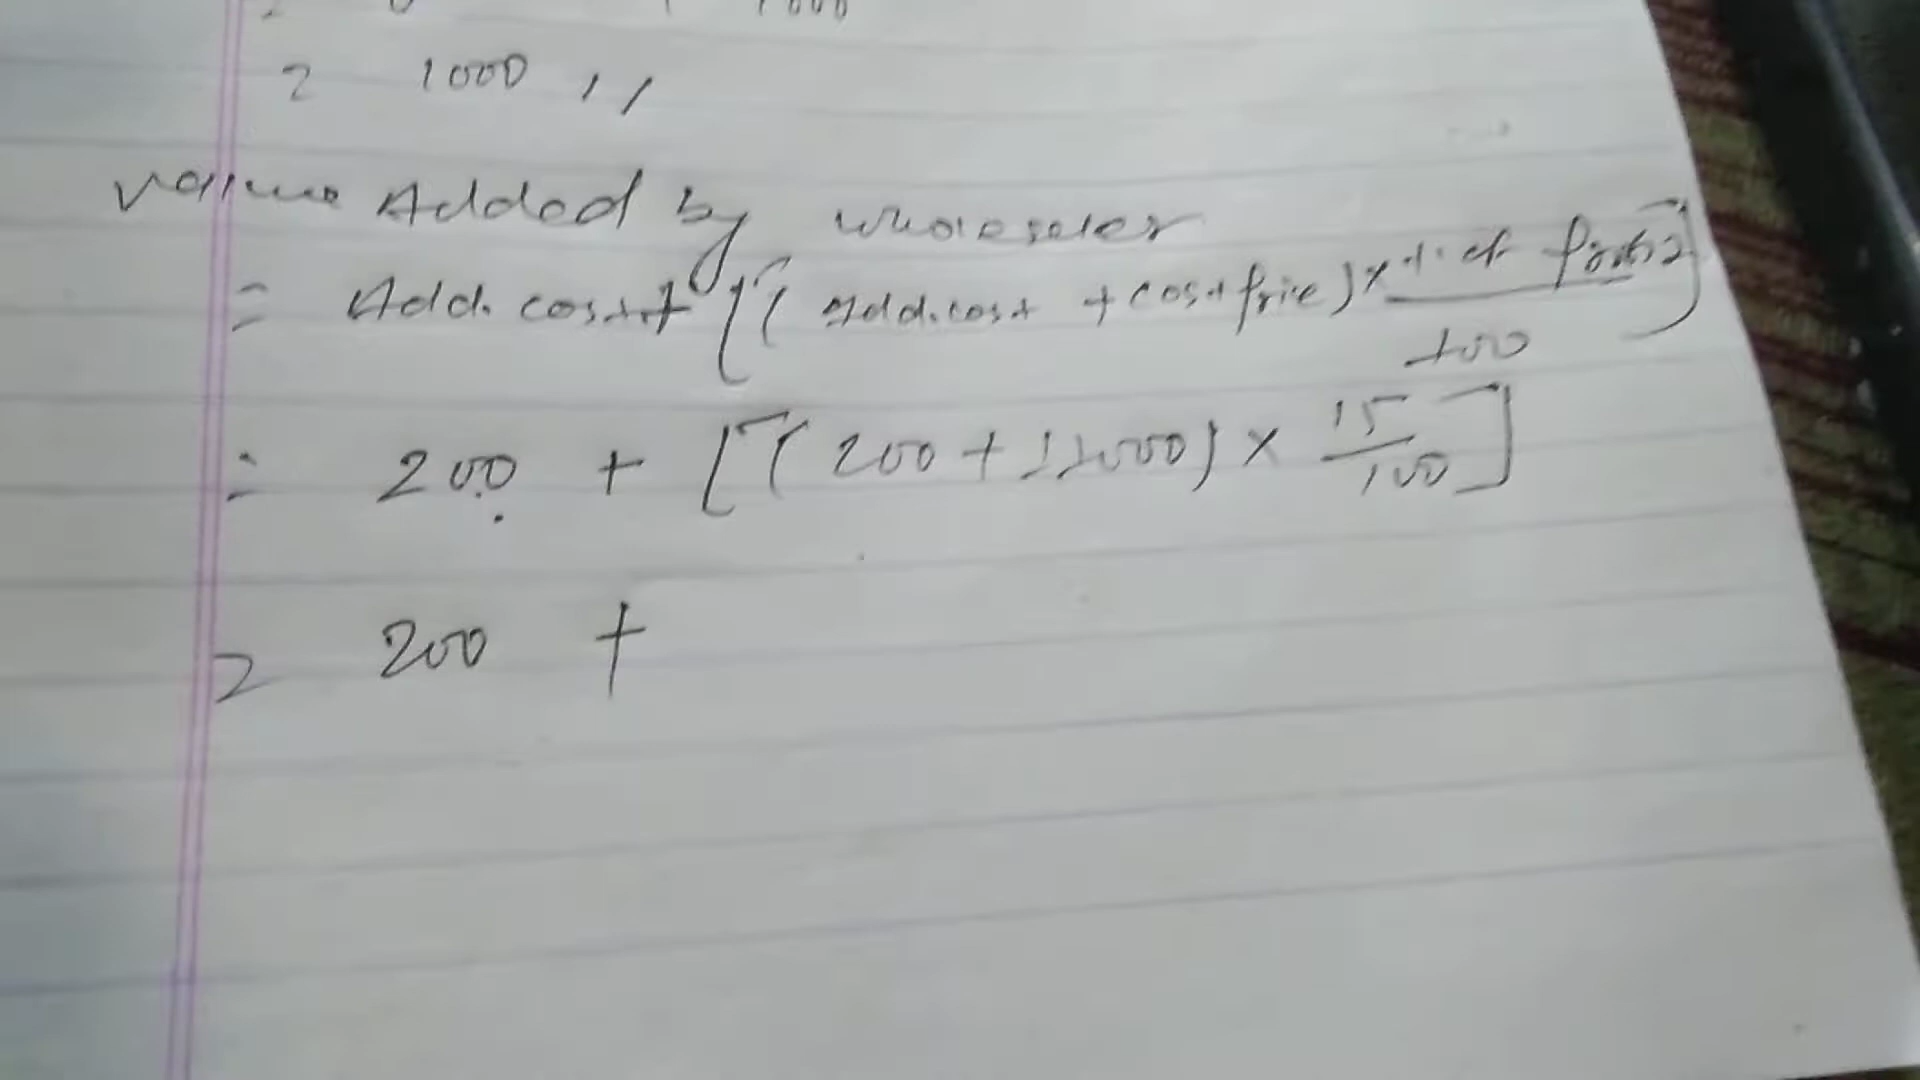 = 1000 //
Value Added by wholesaler
= Add. cost + [(Add. cost + cost price) × % of profit / 100]
= 200 + [(200 + 11000) × 15/100]
= 200 +